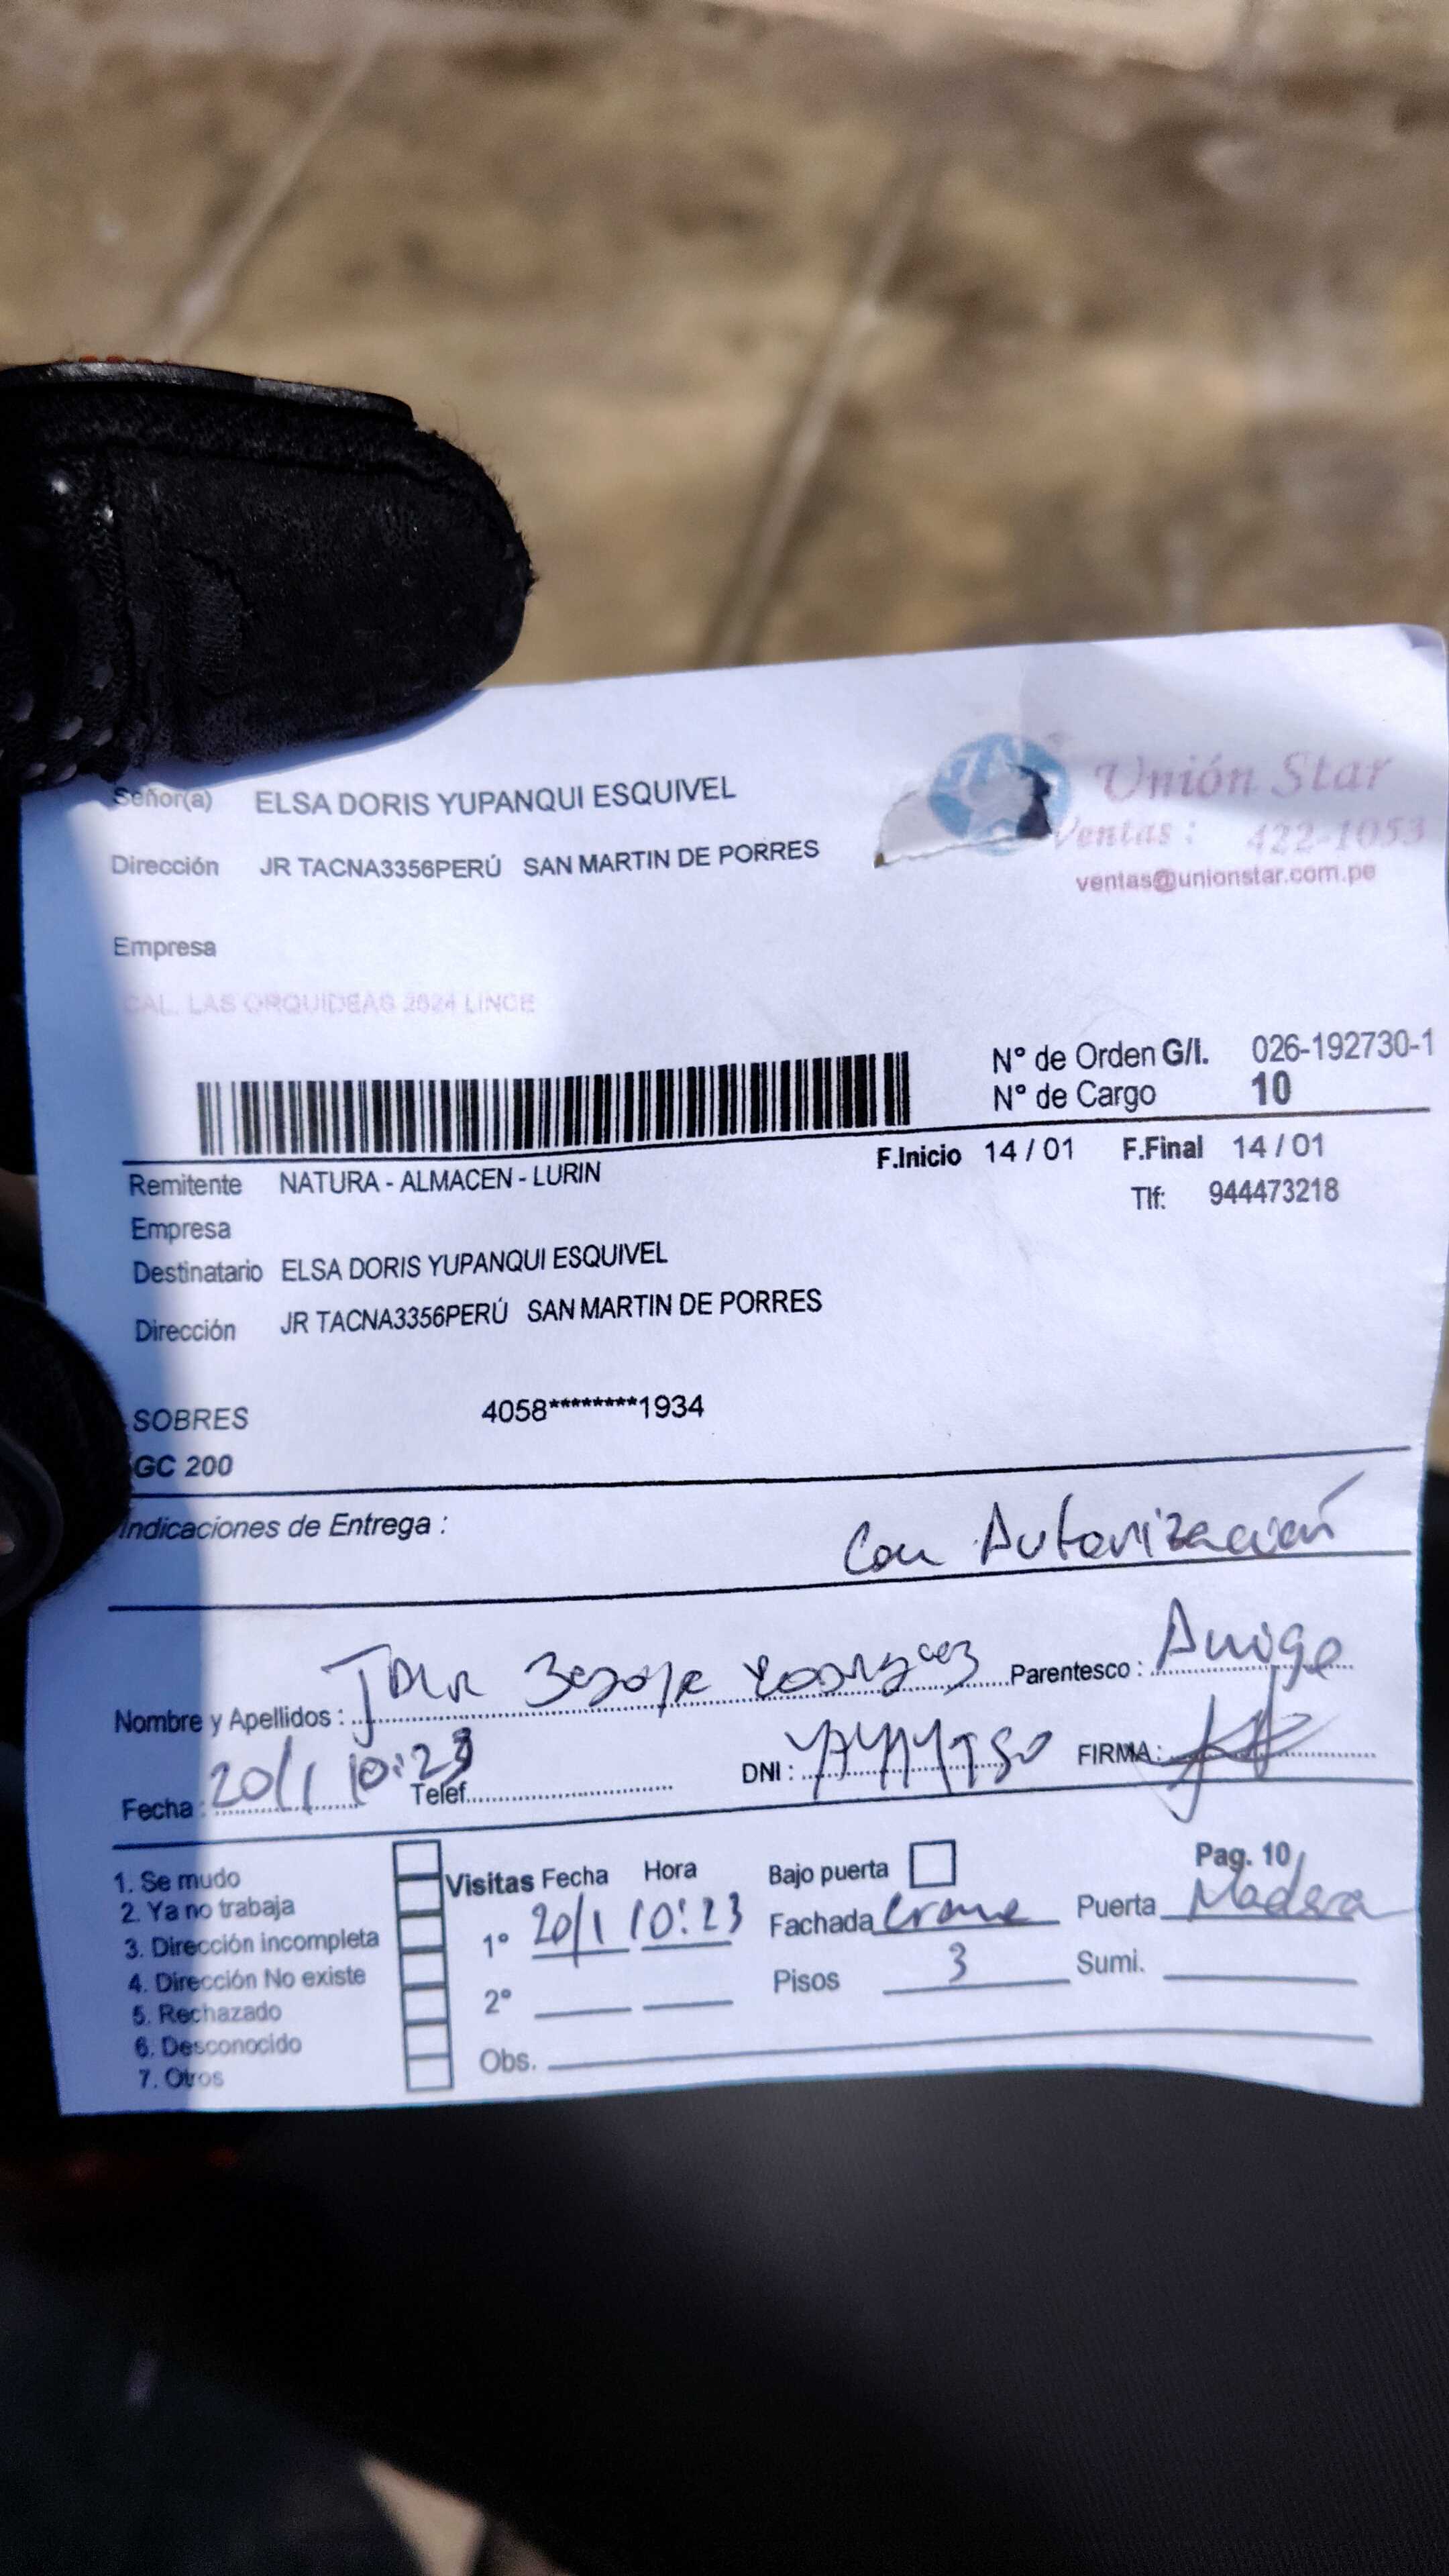 Señor(a) ELSA DORIS YUPANQUI ESQUIVEL
Unión Star
Dirección JR TACNA3356PERÚ SAN MARTIN DE PORRES
Ventas : 422-1053
ventas@unionstar.com.pe
Empresa
CAL. LAS ORQUIDEAS 2624 LINCE
N° de Orden G/I. 026-192730-1
N° de Cargo 10
F.Inicio 14 / 01 F.Final 14 / 01
Remitente NATURA - ALMACEN - LURIN
Tlf: 944473218
Empresa
Destinatario ELSA DORIS YUPANQUI ESQUIVEL
Dirección JR TACNA3356PERÚ SAN MARTIN DE PORRES
SOBRES 4058********1934
GC 200
Indicaciones de Entrega :
Con Autorización
Nombre y Apellidos : Parentesco : Amigo
Fecha : 20/1 10:23 Telef. DNI : FIRMA :
1. Se mudo
2. Ya no trabaja
3. Dirección incompleta
4. Dirección No existe
5. Rechazado
6. Desconocido
7. Otros
Visitas Fecha Hora
1° 20/1 10:23
2°
Obs.
Bajo puerta
Fachada Crome
Pisos 3
Pag. 10
Puerta Madera
Sumi.